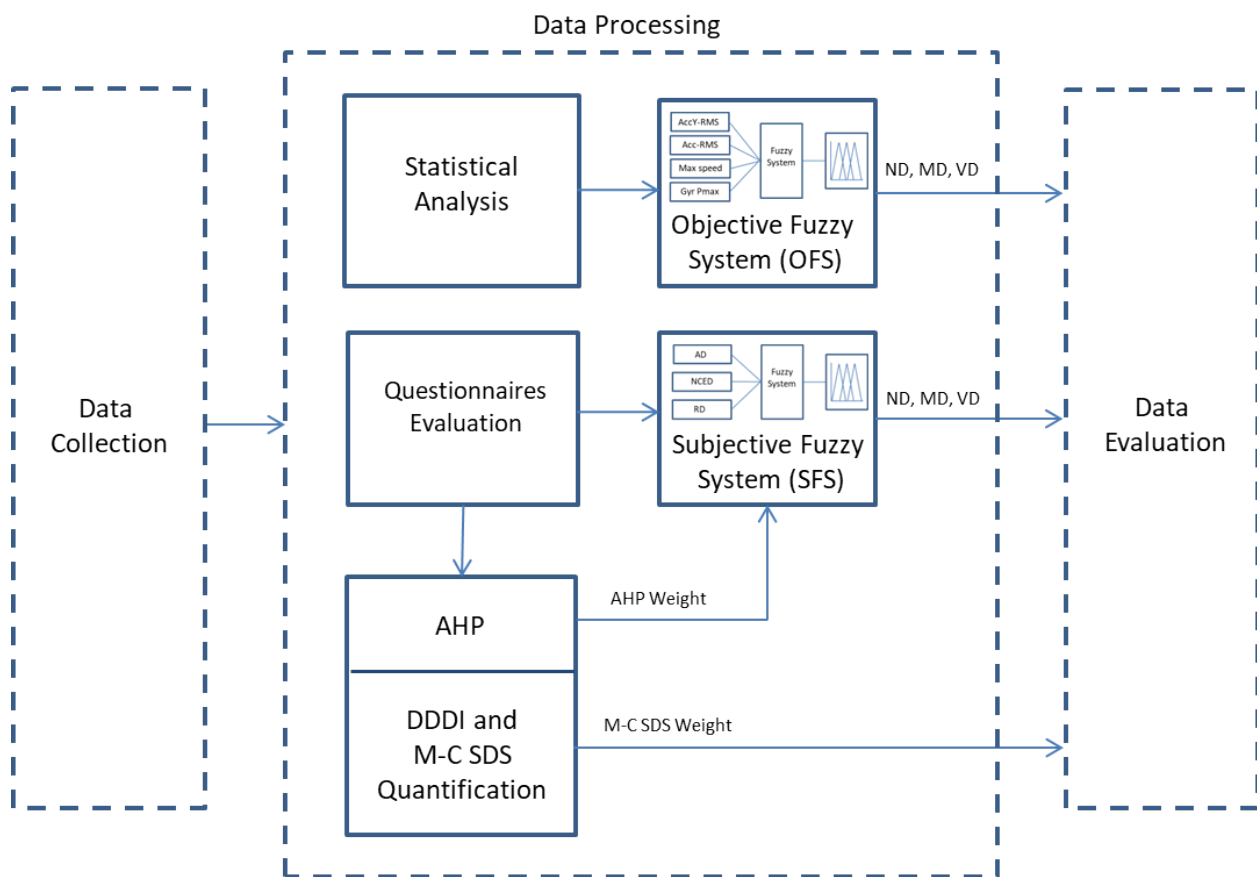 Data Processing
Data
Collection
Statistical
Analysis
AccY-RMS
Acc-RMS
Max speed
Gyr Pmax
Fuzzy
System
Objective Fuzzy
System (OFS)
ND, MD, VD
Questionnaires
Evaluation
AD
NCED
RD
Fuzzy
System
Subjective Fuzzy
System (SFS)
ND, MD, VD
AHP
AHP Weight
DDDI and
M-C SDS
Quantification
M-C SDS Weight
Data
Evaluation